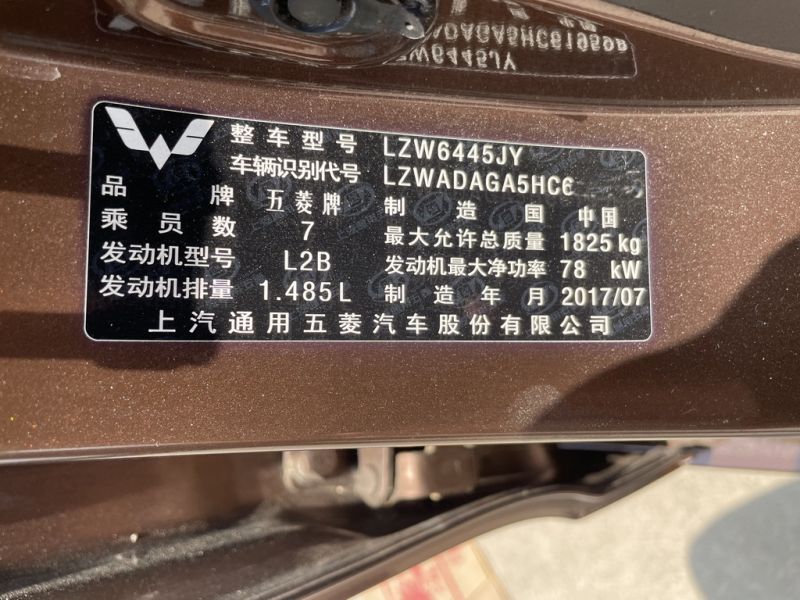 整车型号 LZW6445JY
车辆识别代号 LZWADAGA5HC6
品牌 五菱牌 制造国 中国
乘员数 7 最大允许总质量 1825 kg
发动机型号 L2B 发动机最大净功率 78 kW
发动机排量 1.485L 制造年月 2017/07
上汽通用五菱汽车股份有限公司